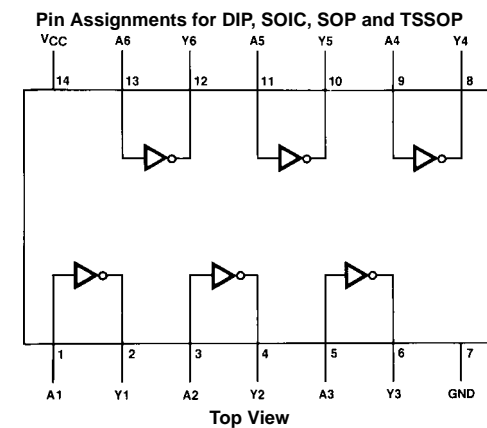 Pin Assignments for DIP, SOIC, SOP and TSSOP
VCC A6 Y6 A5 Y5 A4 Y4
14 13 12 11 10 9 8
1 2 3 4 5 6 7
A1 Y1 A2 Y2 A3 Y3 GND
Top View